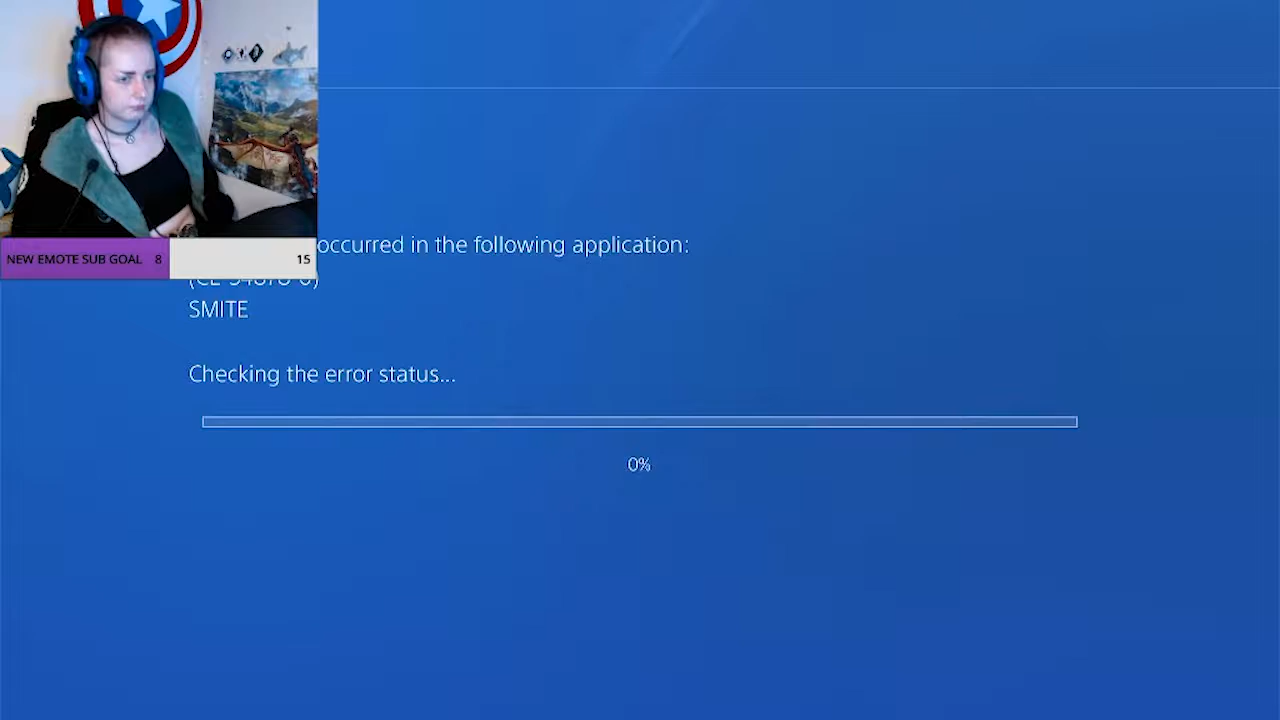 NEW EMOTE SUB GOAL 8 15
occurred in the following application:
SMITE
Checking the error status...
0%